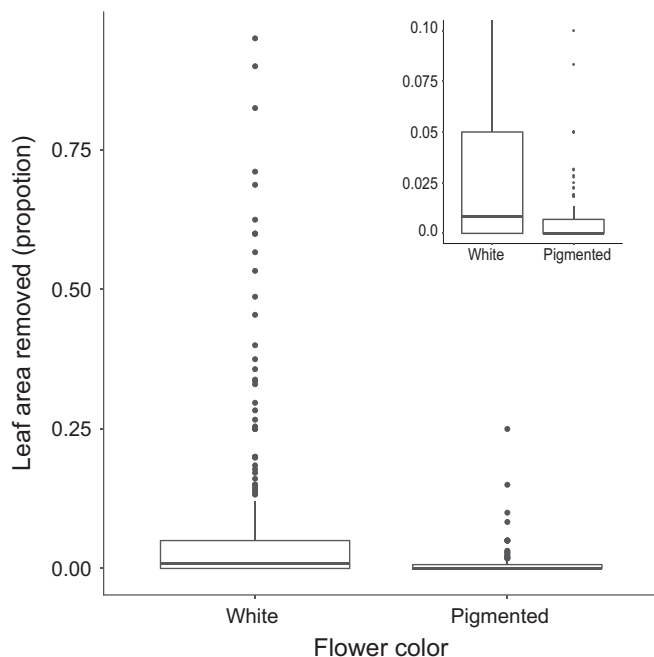 0.10
0.075
0.05
0.025
0.0
White Pigmented
Leaf area removed (propotion)
0.75
0.50
0.25
0.00
White Pigmented
Flower color